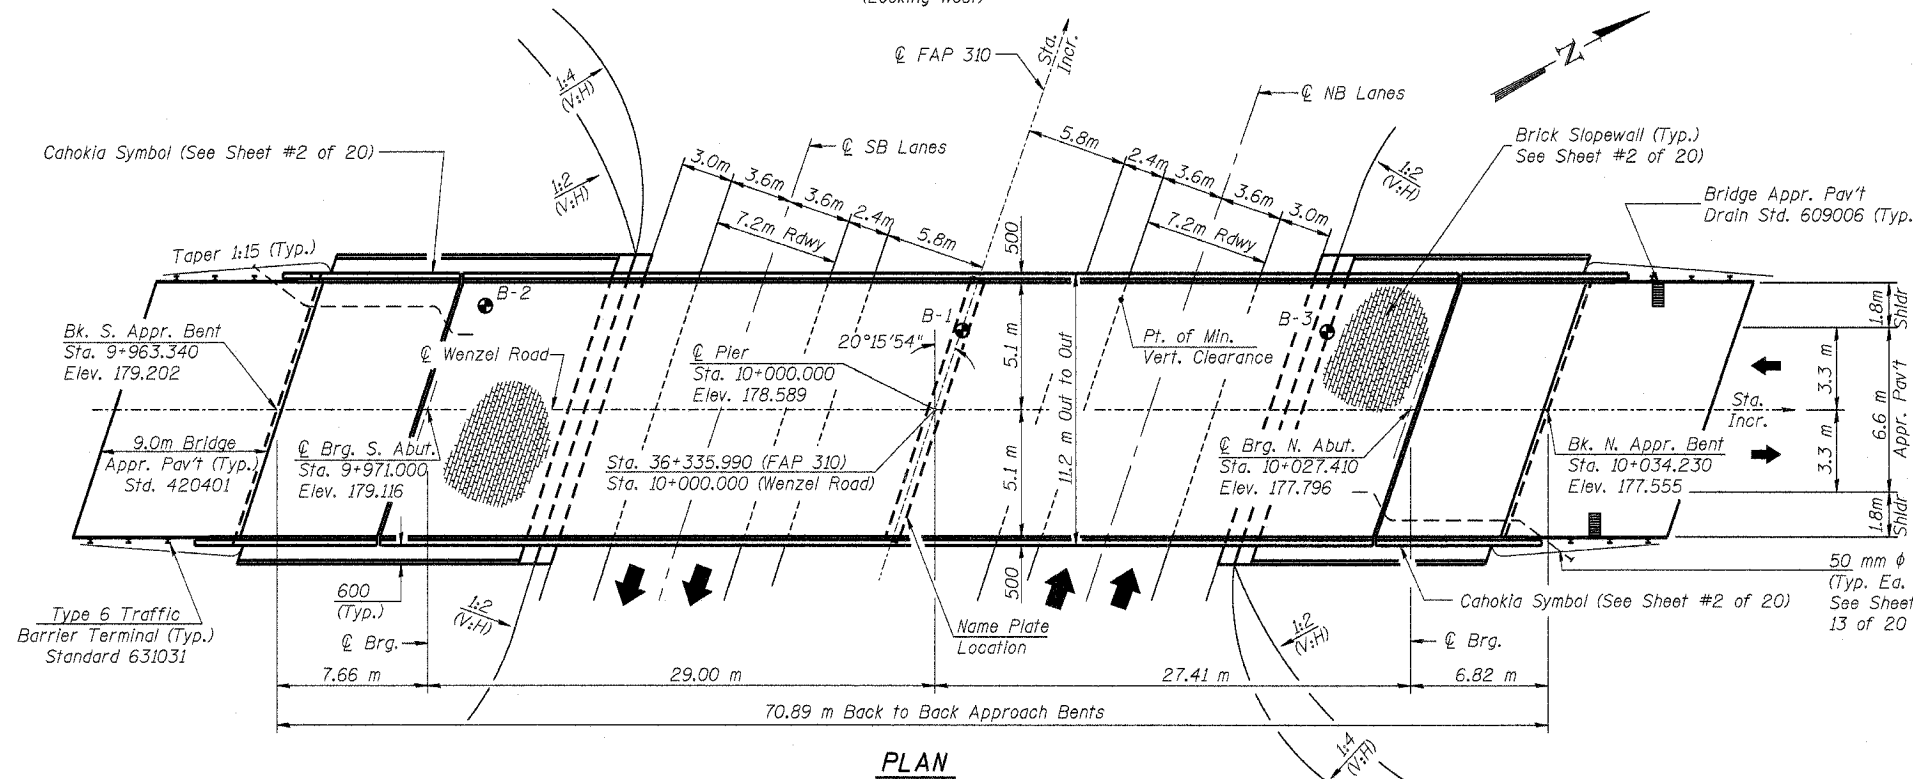 (Looking West)
℄ FAP 310
Sta.
Incr.
N
1:4
(V:H)
℄ NB Lanes
Cahokia Symbol (See Sheet #2 of 20)
℄ SB Lanes
5.8m
2.4m
3.6m
3.6m
3.0m
7.2m Rdwy
Brick Slopewall (Typ.)
See Sheet #2 of 20)
1:2
(V:H)
3.0m
3.6m
3.6m
2.4m
5.8m
7.2m Rdwy
1:2
(V:H)
Bridge Appr. Pav't
Drain Std. 609006 (Typ.
Taper 1:15 (Typ.)
500
B-2
B-1
B-3
1.8m
Shldr
Bk. S. Appr. Bent
Sta. 9+963.340
Elev. 179.202
℄ Wenzel Road
℄ Pier
Sta. 10+000.000
Elev. 178.589
20°15'54"
5.1 m
11.2 m Out to Out
Pt. of Min.
Vert. Clearance
3.3 m
6.6 m
Appr. Pav't
Sta.
Incr.
9.0m Bridge
Appr. Pav't (Typ.)
Std. 420401
℄ Brg. S. Abut.
Sta. 9+971.000
Elev. 179.116
Sta. 36+335.990 (FAP 310)
Sta. 10+000.000 (Wenzel Road)
5.1 m
℄ Brg. N. Abut.
Sta. 10+027.410
Elev. 177.796
Bk. N. Appr. Bent
Sta. 10+034.230
Elev. 177.555
3.3 m
1.8m
Shldr
600
(Typ.)
1:2
(V:H)
500
50 mm ϕ
(Typ. Ea.
See Sheet
13 of 20
Type 6 Traffic
Barrier Terminal (Typ.)
Standard 631031
℄ Brg.
Name Plate
Location
Cahokia Symbol (See Sheet #2 of 20)
1:2
(V:H)
℄ Brg.
7.66 m
29.00 m
27.41 m
6.82 m
70.89 m Back to Back Approach Bents
1:4
(V:H)
PLAN